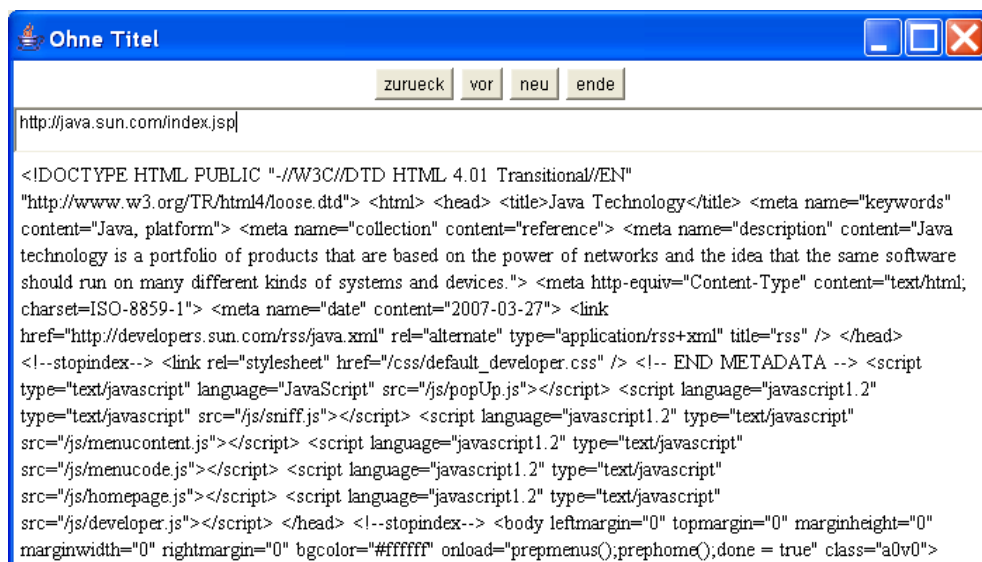 Ohne Titel
zurueck vor neu ende
http://java.sun.com/index.jsp
<!DOCTYPE HTML PUBLIC "-//W3C//DTD HTML 4.01 Transitional//EN"
"http://www.w3.org/TR/html4/loose.dtd"> <html> <head> <title>Java Technology</title> <meta name="keywords"
content="Java, platform"> <meta name="collection" content="reference"> <meta name="description" content="Java
technology is a portfolio of products that are based on the power of networks and the idea that the same software
should run on many different kinds of systems and devices."> <meta http-equiv="Content-Type" content="text/html;
charset=ISO-8859-1"> <meta name="date" content="2007-03-27"> <link
href="http://developers.sun.com/rss/java.xml" rel="alternate" type="application/rss+xml" title="rss" /> </head>
<!--stopindex--> <link rel="stylesheet" href="/css/default_developer.css" /> <!-- END METADATA --> <script
type="text/javascript" language="JavaScript" src="/js/popUp.js"></script> <script language="javascript1.2"
type="text/javascript" src="/js/sniff.js"></script> <script language="javascript1.2" type="text/javascript"
src="/js/menucontent.js"></script> <script language="javascript1.2" type="text/javascript"
src="/js/menucode.js"></script> <script language="javascript1.2" type="text/javascript"
src="/js/homepage.js"></script> <script language="javascript1.2" type="text/javascript"
src="/js/developer.js"></script> </head> <!--stopindex--> <body leftmargin="0" topmargin="0" marginheight="0"
marginwidth="0" rightmargin="0" bgcolor="#ffffff" onload="prepmenus();prephome();done = true" class="a0v0">